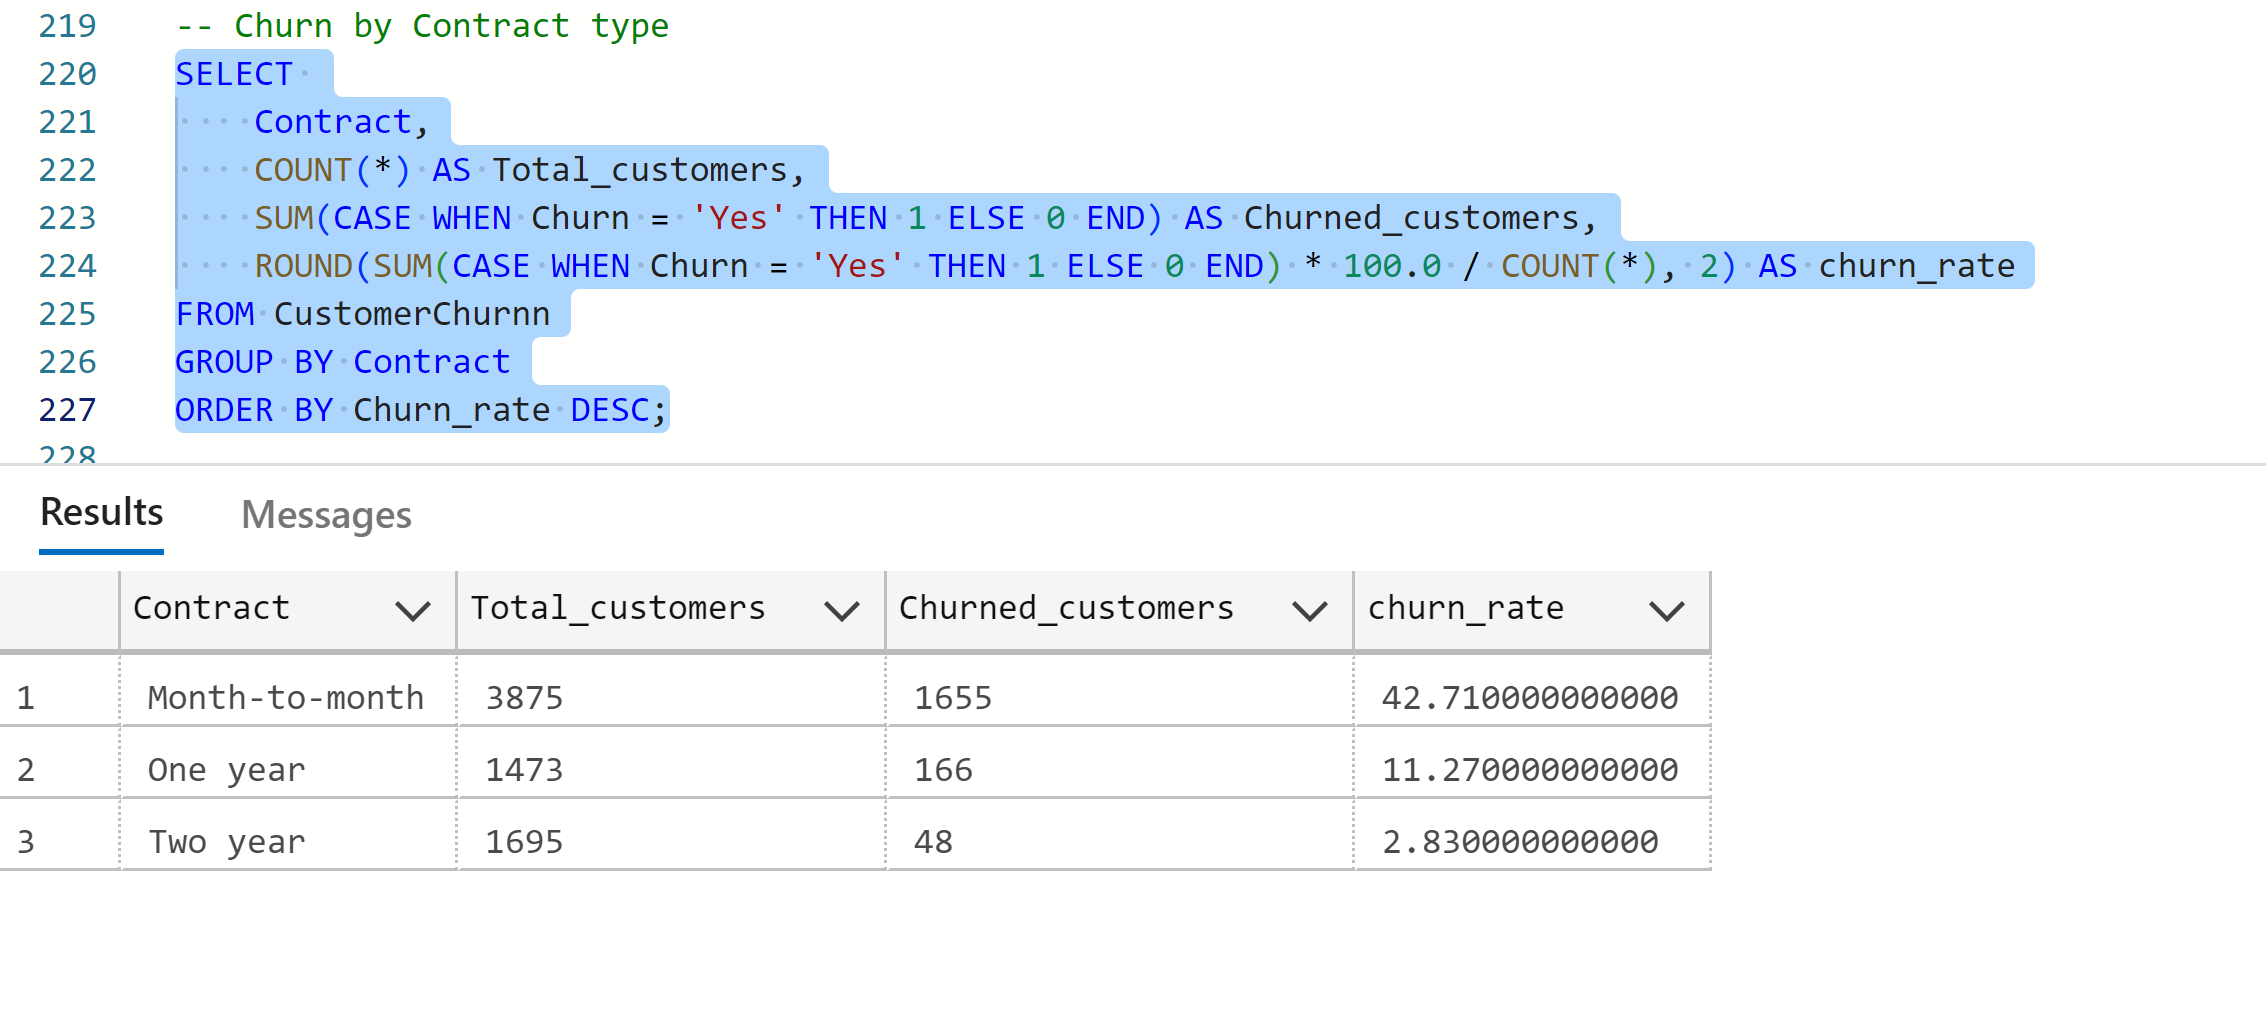 219 -- Churn by Contract type
220 SELECT
221 Contract,
222 COUNT(*) AS Total_customers,
223 SUM(CASE WHEN Churn = 'Yes' THEN 1 ELSE 0 END) AS Churned_customers,
224 ROUND(SUM(CASE WHEN Churn = 'Yes' THEN 1 ELSE 0 END) * 100.0 / COUNT(*), 2) AS churn_rate
225 FROM CustomerChurnn
226 GROUP BY Contract
227 ORDER BY Churn_rate DESC;
228
Results Messages
Contract Total_customers Churned_customers churn_rate
1 Month-to-month 3875 1655 42.710000000000
2 One year 1473 166 11.270000000000
3 Two year 1695 48 2.830000000000